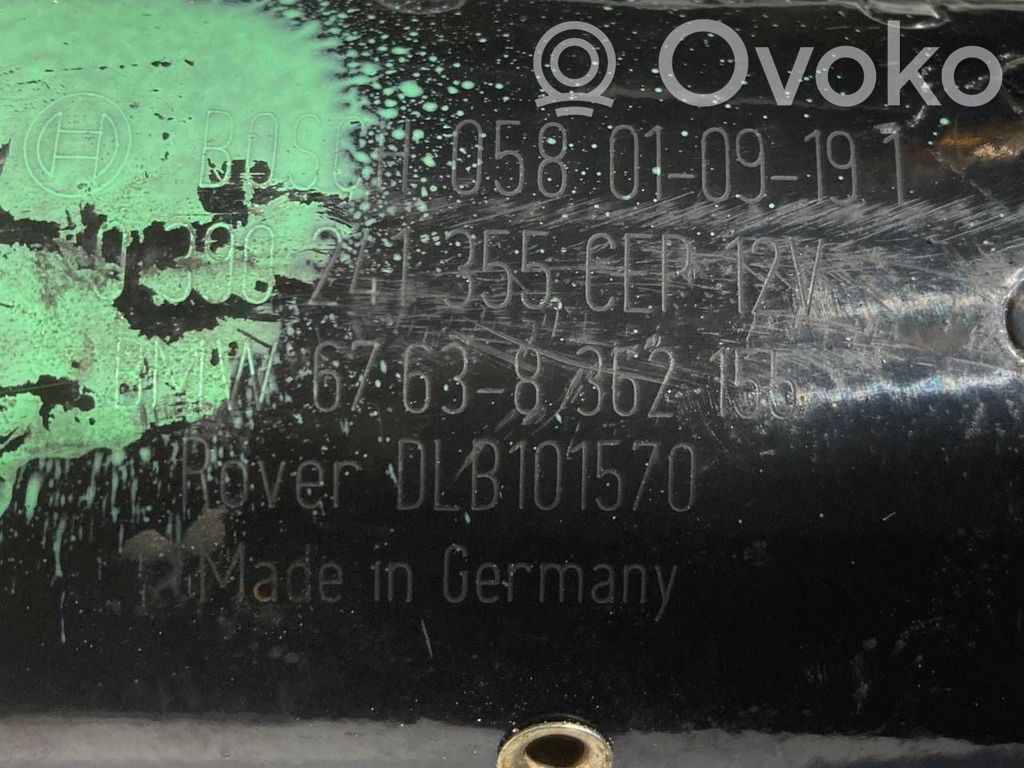 Ovoko
BOSCH 058 01-09-19 1
0 390 241 355 CEP 12V
BMW 67 63-8 362 155
Rover DLB101570
Made in Germany